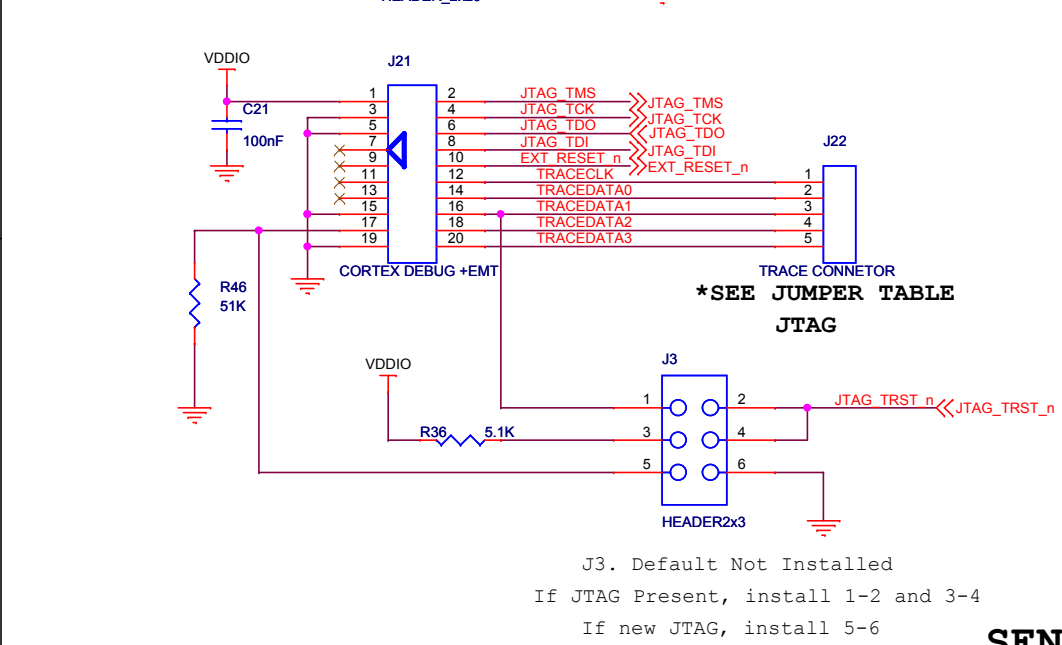 VDDIO
J21
C21
100nF
1 2 JTAG_TMS JTAG_TMS
3 4 JTAG_TCK JTAG_TCK
5 6 JTAG_TDO JTAG_TDO
7 8 JTAG_TDI JTAG_TDI
9 10 EXT_RESET_n EXT_RESET_n
11 12 TRACECLK 1
13 14 TRACEDATA0 2
15 16 TRACEDATA1 3
17 18 TRACEDATA2 4
19 20 TRACEDATA3 5
J22
CORTEX DEBUG +EMT
TRACE CONNETOR
*SEE JUMPER TABLE
JTAG
R46
51K
VDDIO
J3
R36 5.1K
1 2 JTAG_TRST_n JTAG_TRST_n
3 4
5 6
HEADER2x3
J3. Default Not Installed
If JTAG Present, install 1-2 and 3-4
If new JTAG, install 5-6